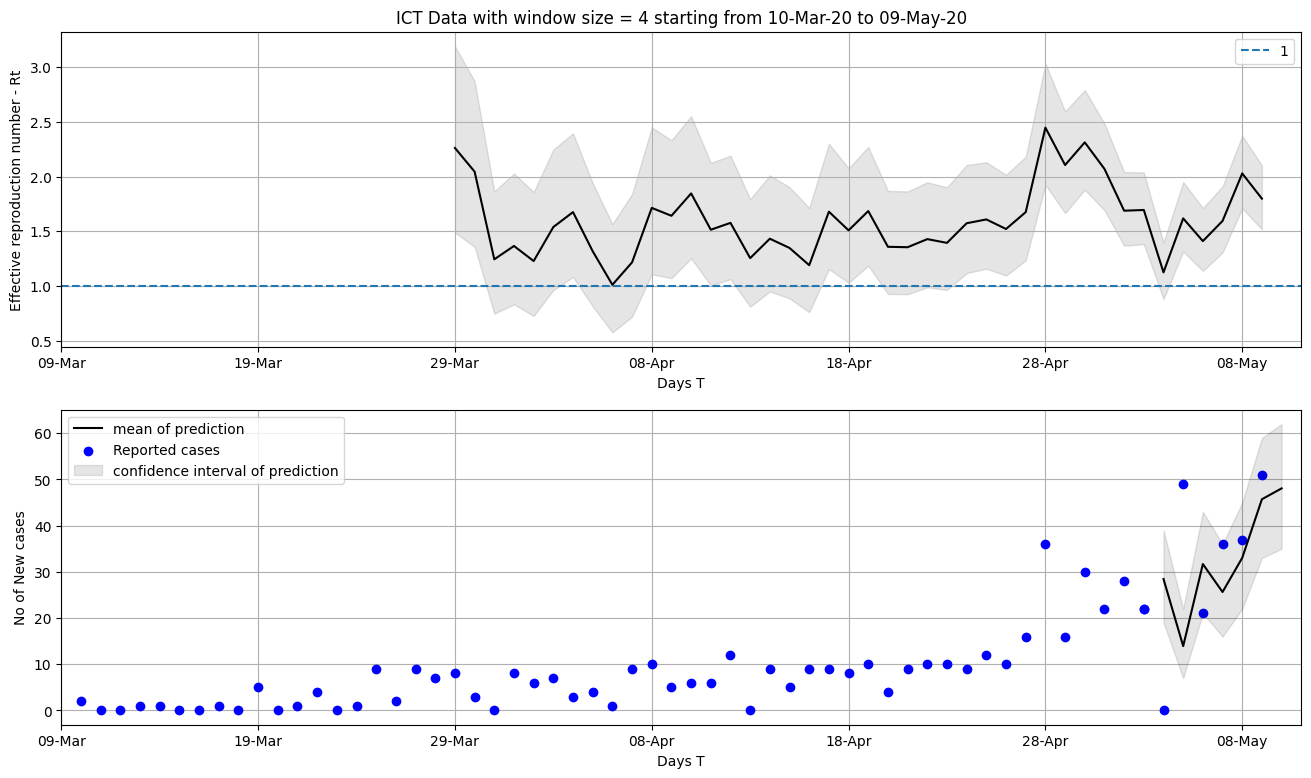 ICT Data with window size = 4 starting from 10-Mar-20 to 09-May-20
1
Effective reproduction number - Rt
3.0
2.5
2.0
1.5
1.0
0.5
09-Mar 19-Mar 29-Mar 08-Apr 18-Apr 28-Apr 08-May
Days T
mean of prediction
Reported cases
confidence interval of prediction
No of New cases
60
50
40
30
20
10
0
09-Mar 19-Mar 29-Mar 08-Apr 18-Apr 28-Apr 08-May
Days T